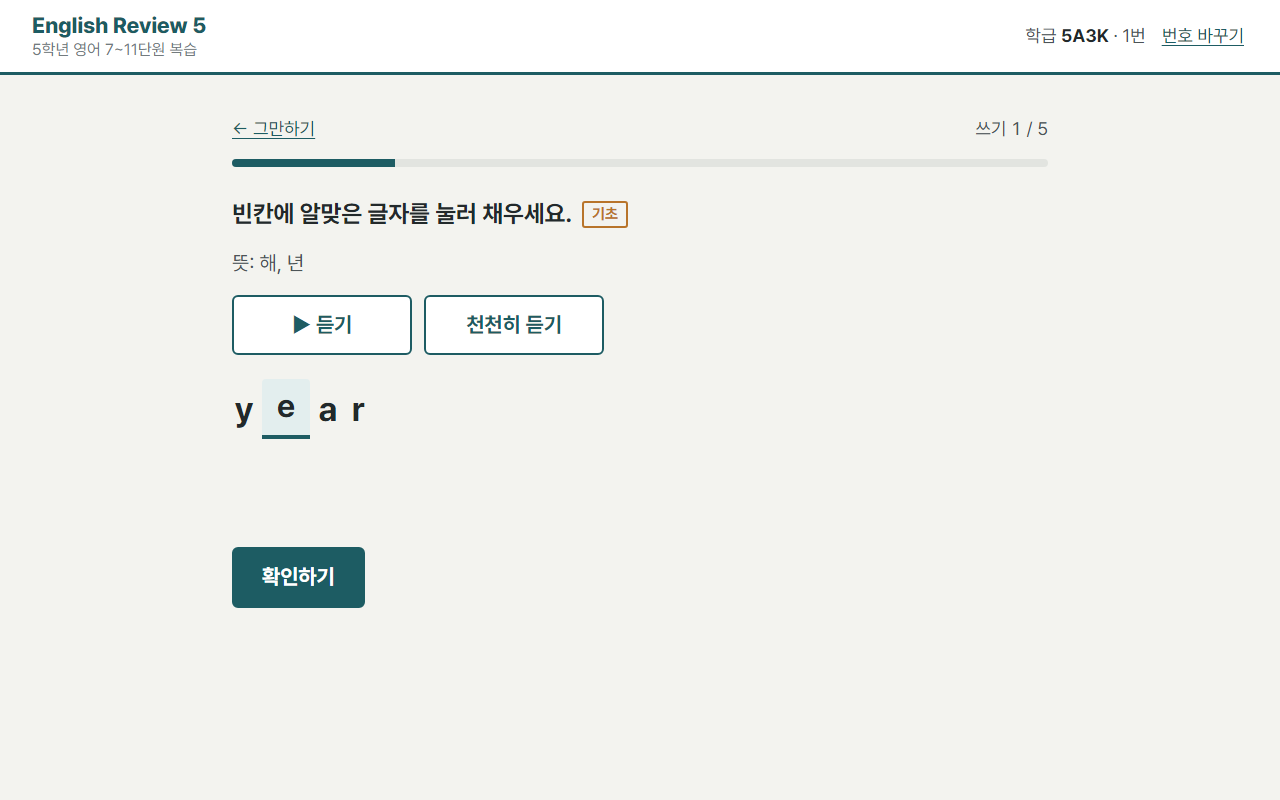 English Review 5
5학년 영어 7~11단원 복습
학급 5A3K · 1번 번호 바꾸기
← 그만하기
쓰기 1 / 5
빈칸에 알맞은 글자를 눌러 채우세요. 기초
뜻: 해, 년
▶ 듣기
천천히 듣기
y e a r
확인하기